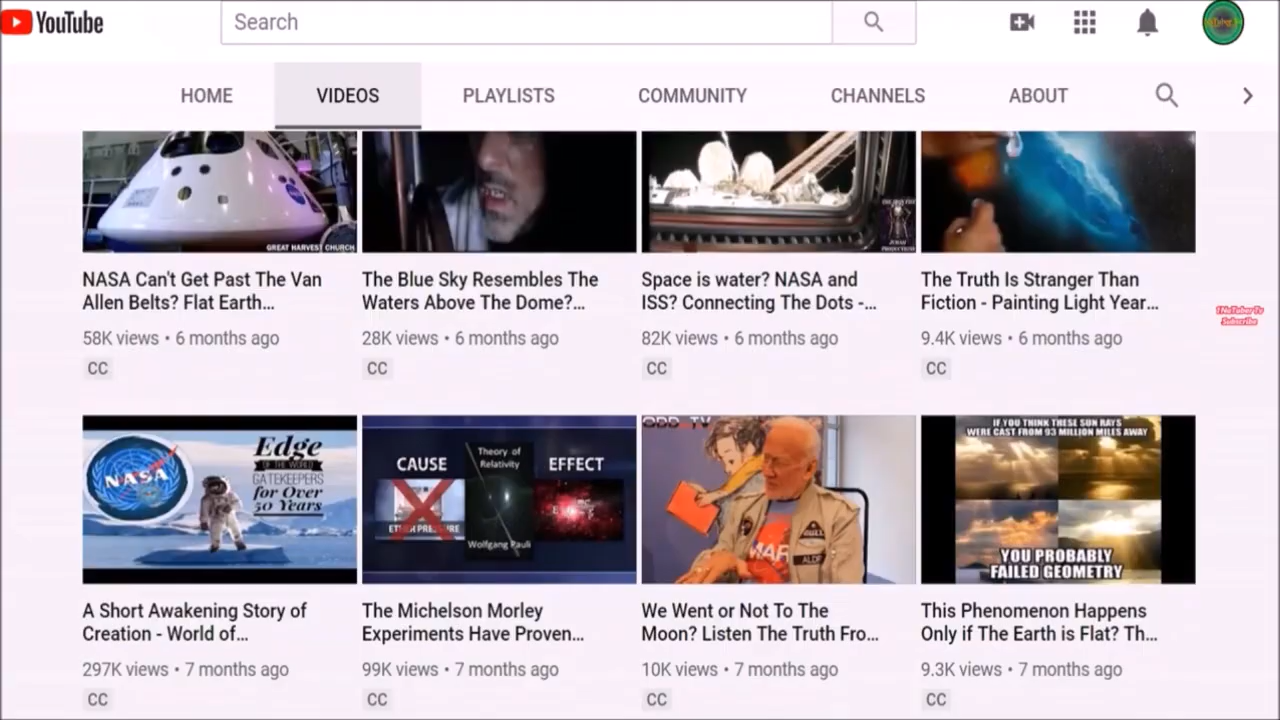 YouTube
Search
HOME
VIDEOS
PLAYLISTS
COMMUNITY
CHANNELS
ABOUT
GREAT HARVEST CHURCH
NASA Can't Get Past The Van
Allen Belts? Flat Earth...
58K views • 6 months ago
CC
The Blue Sky Resembles The
Waters Above The Dome?...
28K views • 6 months ago
CC
Space is water? NASA and
ISS? Connecting The Dots -...
82K views • 6 months ago
CC
The Truth Is Stranger Than
Fiction - Painting Light Year...
9.4K views • 6 months ago
CC
Subscribe
NASA
Edge
OF THE WORLD
GATEKEEPERS
for Over
50 Years
A Short Awakening Story of
Creation - World of...
297K views • 7 months ago
CC
CAUSE
Theory of
Relativity
EFFECT
Wolfgang Pauli
The Michelson Morley
Experiments Have Proven...
99K views • 7 months ago
CC
ODD TV
MAR
We Went or Not To The
Moon? Listen The Truth Fro...
10K views • 7 months ago
CC
IF YOU THINK THESE SUN RAYS
WERE CAST FROM 93 MILLION MILES AWAY
YOU PROBABLY
FAILED GEOMETRY
This Phenomenon Happens
Only if The Earth is Flat? Th...
9.3K views • 7 months ago
CC